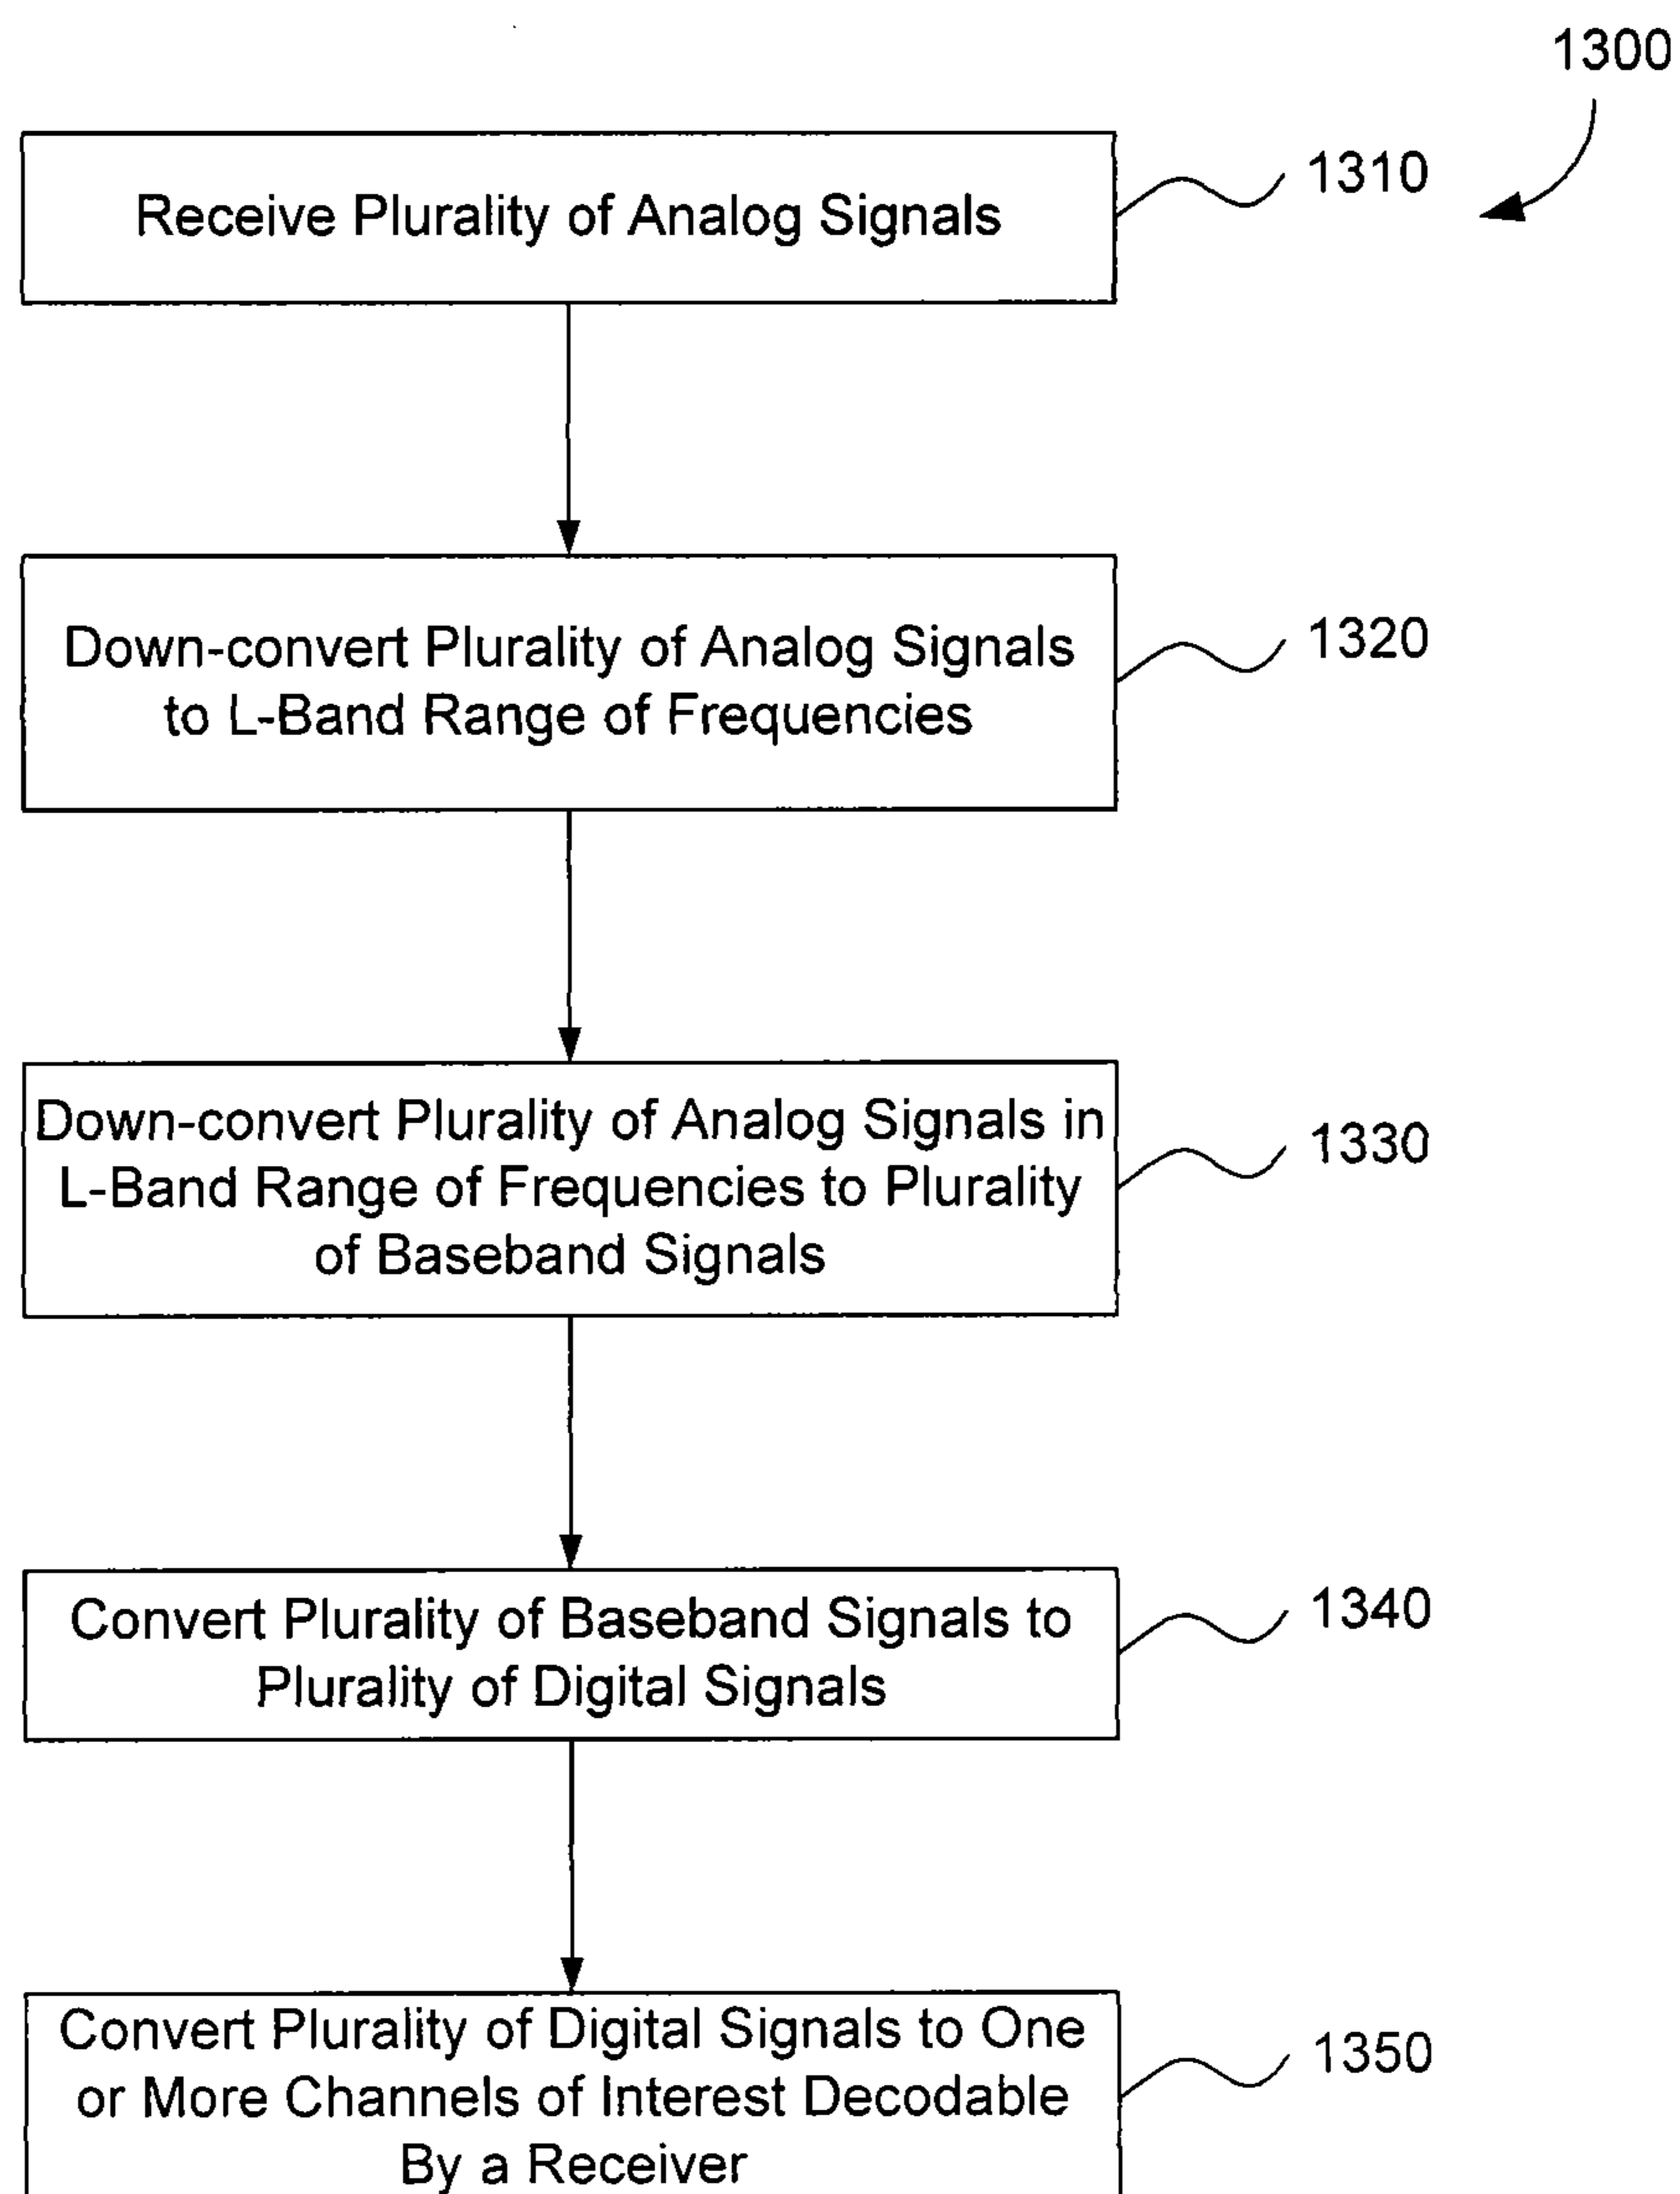 1300
Receive Plurality of Analog Signals
1310
Down-convert Plurality of Analog Signals
to L-Band Range of Frequencies
1320
Down-convert Plurality of Analog Signals in
L-Band Range of Frequencies to Plurality
of Baseband Signals
1330
Convert Plurality of Baseband Signals to
Plurality of Digital Signals
1340
Convert Plurality of Digital Signals to One
or More Channels of Interest Decodable
By a Receiver
1350